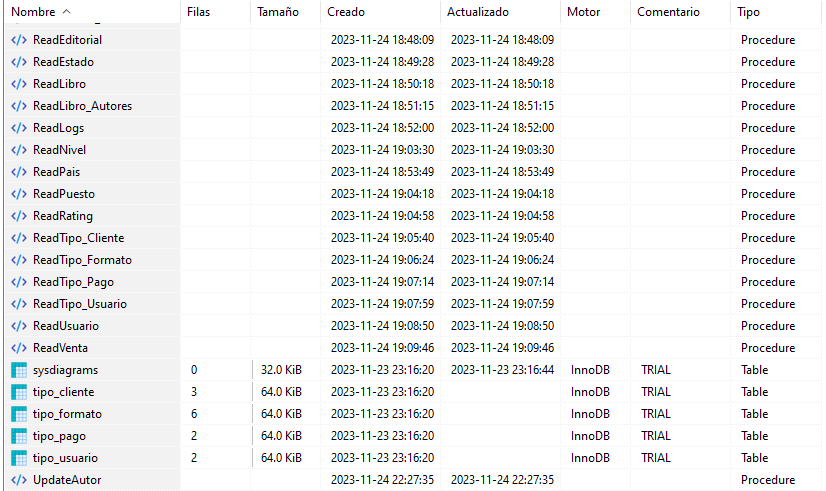 Nombre Filas Tamaño Creado Actualizado Motor Comentario Tipo
ReadEditorial 2023-11-24 18:48:09 2023-11-24 18:48:09 Procedure
ReadEstado 2023-11-24 18:49:28 2023-11-24 18:49:28 Procedure
ReadLibro 2023-11-24 18:50:18 2023-11-24 18:50:18 Procedure
ReadLibro_Autores 2023-11-24 18:51:15 2023-11-24 18:51:15 Procedure
ReadLogs 2023-11-24 18:52:00 2023-11-24 18:52:00 Procedure
ReadNivel 2023-11-24 19:03:30 2023-11-24 19:03:30 Procedure
ReadPais 2023-11-24 18:53:49 2023-11-24 18:53:49 Procedure
ReadPuesto 2023-11-24 19:04:18 2023-11-24 19:04:18 Procedure
ReadRating 2023-11-24 19:04:58 2023-11-24 19:04:58 Procedure
ReadTipo_Cliente 2023-11-24 19:05:40 2023-11-24 19:05:40 Procedure
ReadTipo_Formato 2023-11-24 19:06:24 2023-11-24 19:06:24 Procedure
ReadTipo_Pago 2023-11-24 19:07:14 2023-11-24 19:07:14 Procedure
ReadTipo_Usuario 2023-11-24 19:07:59 2023-11-24 19:07:59 Procedure
ReadUsuario 2023-11-24 19:08:50 2023-11-24 19:08:50 Procedure
ReadVenta 2023-11-24 19:09:46 2023-11-24 19:09:46 Procedure
sysdiagrams 0 32.0 KiB 2023-11-23 23:16:20 2023-11-23 23:16:44 InnoDB TRIAL Table
tipo_cliente 3 64.0 KiB 2023-11-23 23:16:20 InnoDB TRIAL Table
tipo_formato 6 64.0 KiB 2023-11-23 23:16:20 InnoDB TRIAL Table
tipo_pago 2 64.0 KiB 2023-11-23 23:16:20 InnoDB TRIAL Table
tipo_usuario 2 64.0 KiB 2023-11-23 23:16:20 InnoDB TRIAL Table
UpdateAutor 2023-11-24 22:27:35 2023-11-24 22:27:35 Procedure